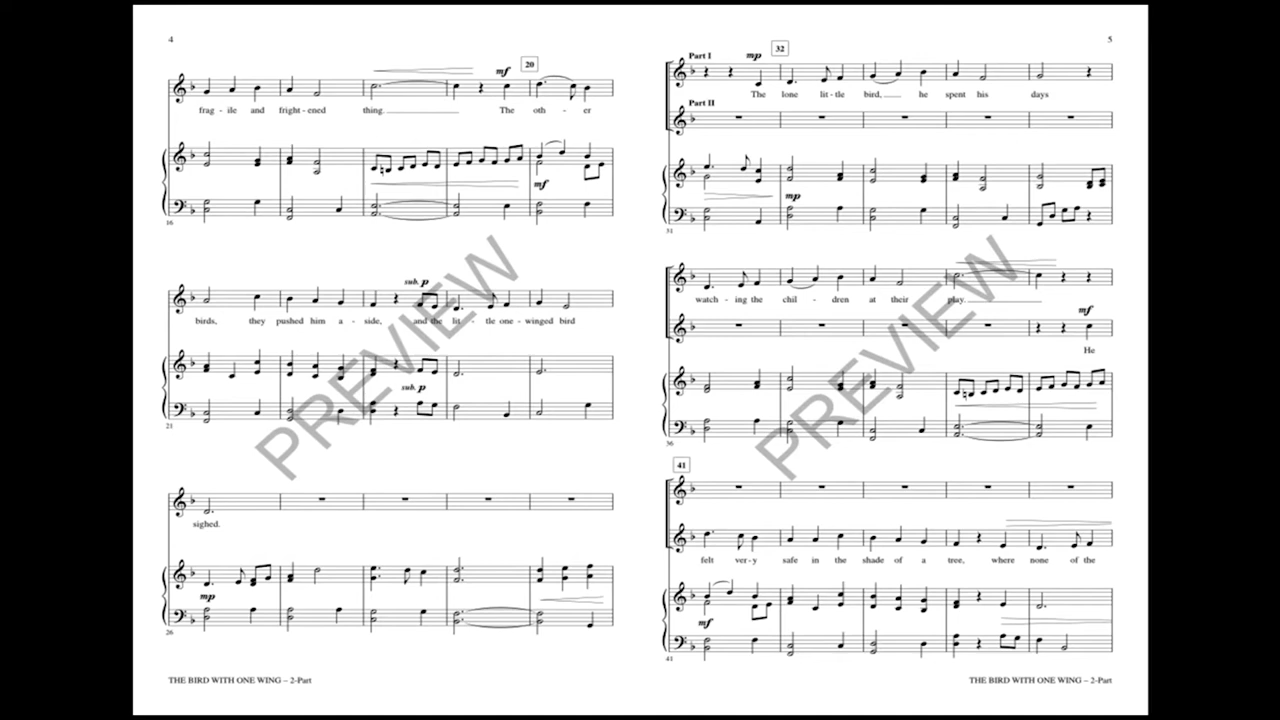 4
mf
20
frag - ile and fright - ened thing. The oth - er
mf
16
sub. p
birds, they pushed him a - side, and the lit - tle one - winged bird
sub. p
21
sighed.
mp
26
THE BIRD WITH ONE WING – 2-Part
5
Part I
mp
32
The lone lit - tle bird, he spent his days
Part II
mp
31
watch - ing the chil - dren at their play.
mf
He
36
41
felt ver - y safe in the shade of a tree, where none of the
mf
41
THE BIRD WITH ONE WING – 2-Part
PREVIEW
PREVIEW